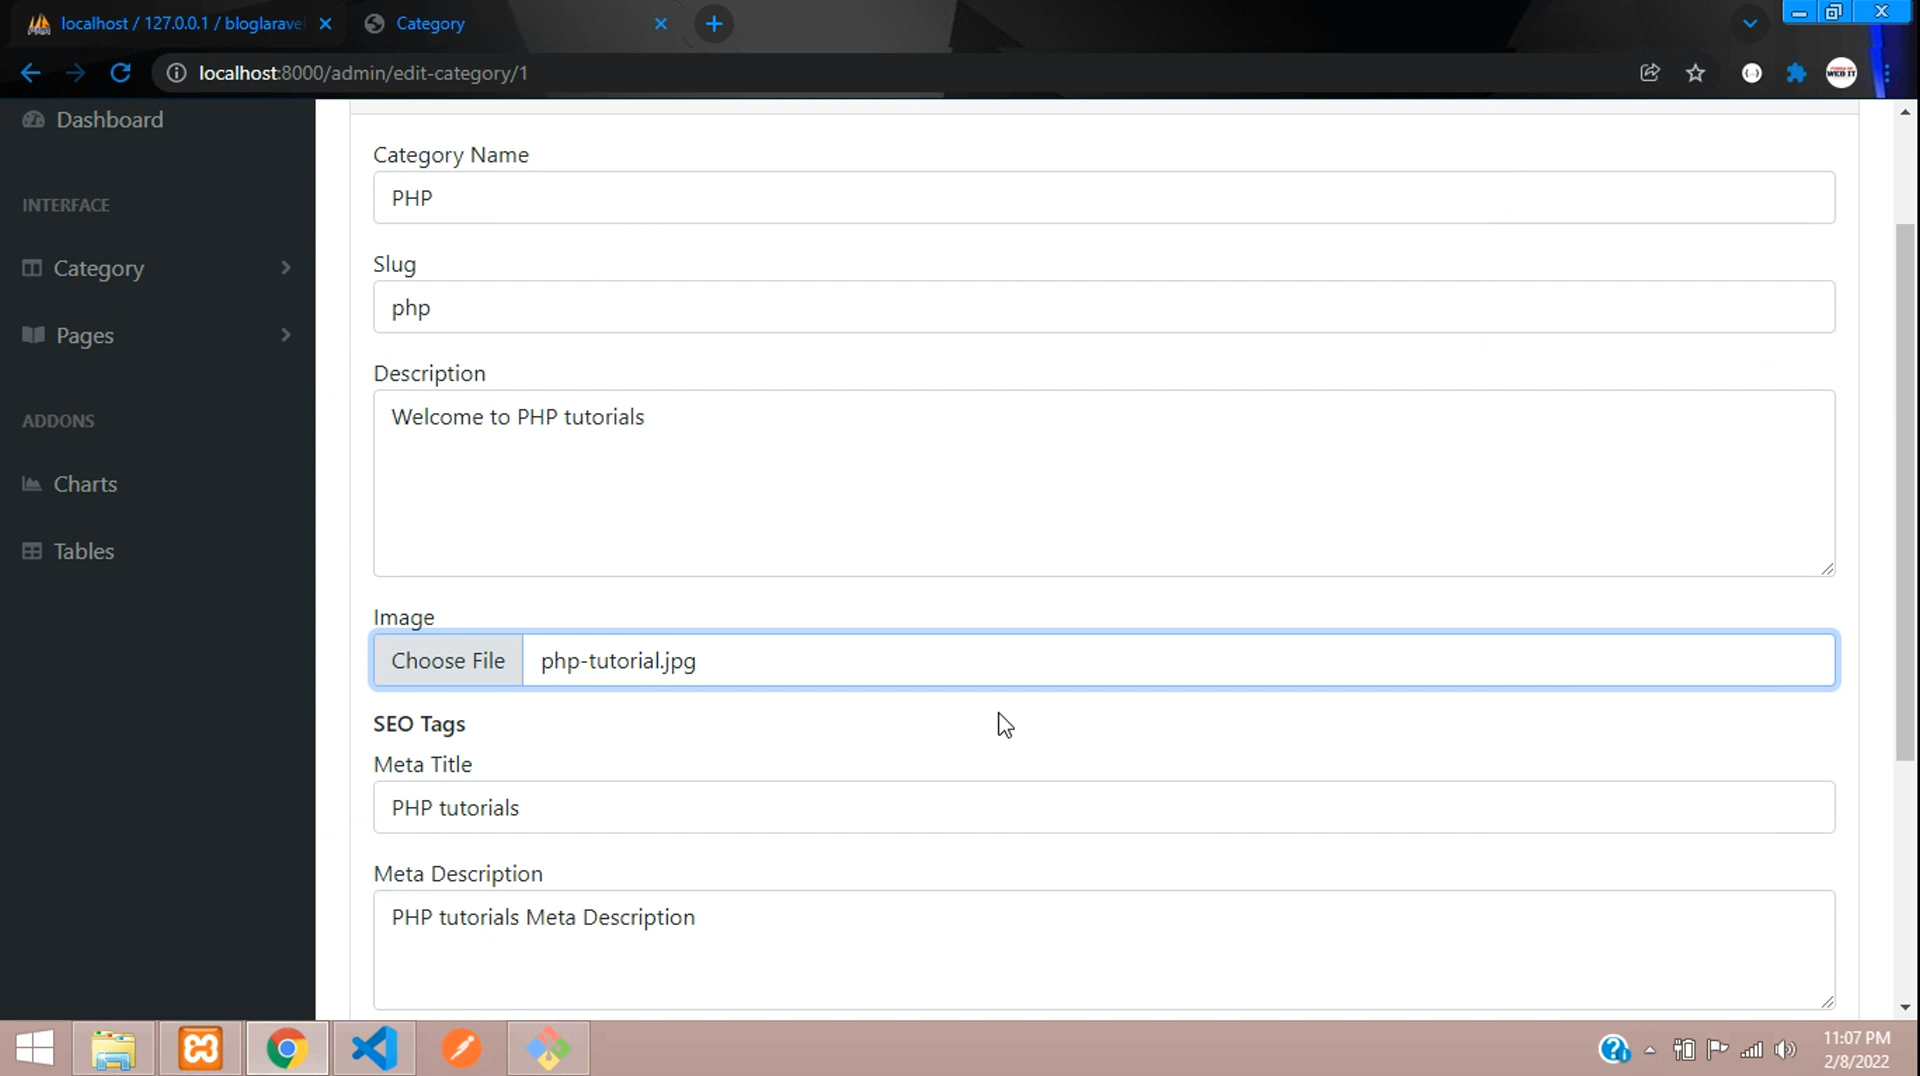 localhost / 127.0.0.1 / bloglarave
Category
localhost:8000/admin/edit-category/1
WEB IT
Dashboard
INTERFACE
Category
Pages
ADDONS
Charts
Tables
Category Name
PHP
Slug
php
Description
Welcome to PHP tutorials
Image
Choose File
php-tutorial.jpg
SEO Tags
Meta Title
PHP tutorials
Meta Description
PHP tutorials Meta Description
11:07 PM
2/8/2022